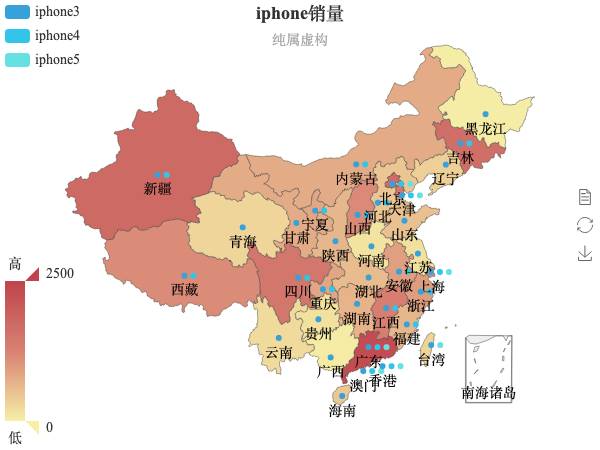 iphone3
iphone4
iphone5
iphone销量
纯属虚构
黑龙江
吉林
内蒙古
辽宁
新疆
北京
天津
宁夏
河北
山西
山东
甘肃
青海
陕西
河南
江苏
西藏
四川
重庆
湖北
安徽
上海
浙江
湖南
江西
贵州
福建
云南
广西
广东
台湾
澳门
香港
海南
南海诸岛
高
2500
0
低